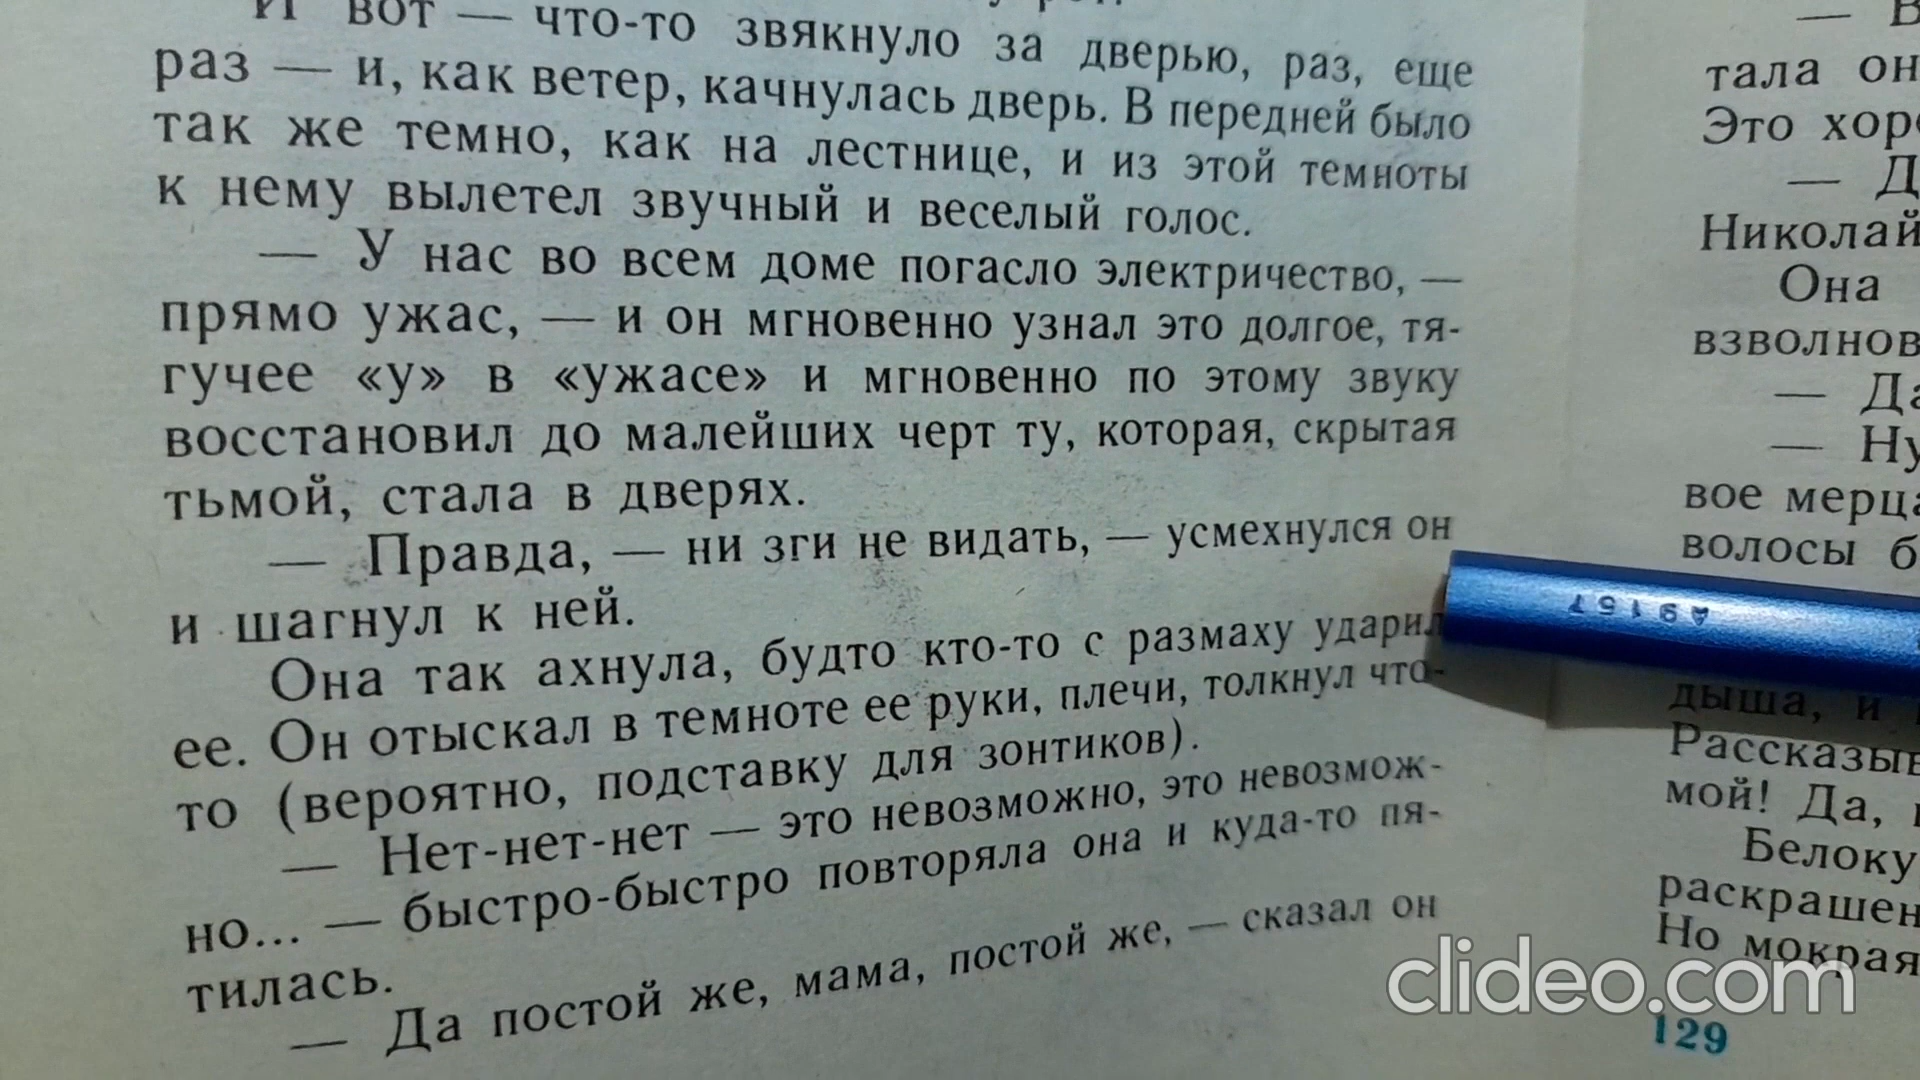 И вот — что-то звякнуло за дверью, раз, еще
раз — и, как ветер, качнулась дверь. В передней было
так же темно, как на лестнице, и из этой темноты
к нему вылетел звучный и веселый голос.
— У нас во всем доме погасло электричество, —
прямо ужас, — и он мгновенно узнал это долгое, тя-
гучее «у» в «ужасе» и мгновенно по этому звуку
восстановил до малейших черт ту, которая, скрытая
тьмой, стала в дверях.
— Правда, — ни зги не видать, — усмехнулся он
и шагнул к ней.
Она так ахнула, будто кто-то с размаху ударил
ее. Он отыскал в темноте ее руки, плечи, толкнул что-
то (вероятно, подставку для зонтиков).
— Нет-нет-нет — это невозможно, это невозмож-
но... — быстро-быстро повторяла она и куда-то пя-
тилась.
— Да постой же, мама, постой же, — сказал он
— В
тала он
Это хор
— Д
Николай
Она
взволнов
— Да
— Ну
вое мерца
волосы б
дыша, и
Рассказыв
мой! Да,
Белоку
раскрашен
Но мокрая
129
A9157
clideo.com